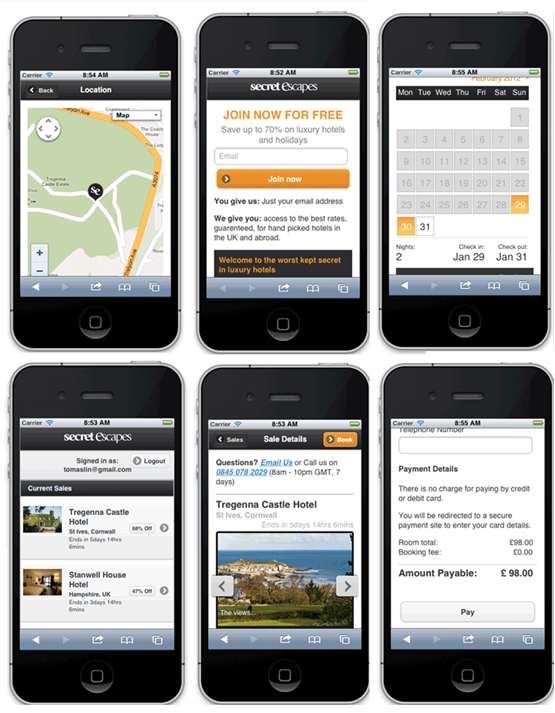 Carrier 8:54 AM
Back Location
Map
The Coach
House
The Lod
Tregenna
Castle Estate
Shop
A3074
Se
+
−
Carrier 8:52 AM
secret escapes
JOIN NOW FOR FREE
Save up to 70% on luxury hotels
and holidays
Email
Join now
You give us: Just your email address
We give you: access to the best rates,
guarenteed, for hand picked hotels in
the UK and abroad.
Welcome to the worst kept secret
in luxury hotels
Carrier 8:55 AM
February 2012
Mon Tue Wed Thu Fri Sat Sun
1
2 3 4 5 6 7 8
9 10 11 12 13 14 15
16 17 18 19 20 21 22
23 24 25 26 27 28 29
30 31
Nights: Check in: Check out:
2 Jan 29 Jan 31
Carrier 8:53 AM
secret escapes
Signed in as: Logout
tomaslin@gmail.com
Current Sales
Tregenna Castle
Hotel
St Ives, Cornwall 68% Off
Ends in 5days 14hrs
6mins
Stanwell House
Hotel
Hampshire, UK 47% Off
Ends in 3days 14hrs
6mins
Carrier 8:53 AM
Sales Sale Details Book
Questions? Email Us or Call us on
0845 078 2029 (8am - 10pm GMT, 7
days)
Tregenna Castle Hotel
St Ives, Cornwall
Ends in 5days 14hrs 6mins
The views...
Carrier 8:55 AM
Telephone Number
Payment Details
There is no charge for paying by credit
or debit card.
You will be redirected to a secure
payment site to enter your card details.
Room total: £98.00
Booking fee: £0.00
Amount Payable: £ 98.00
Pay